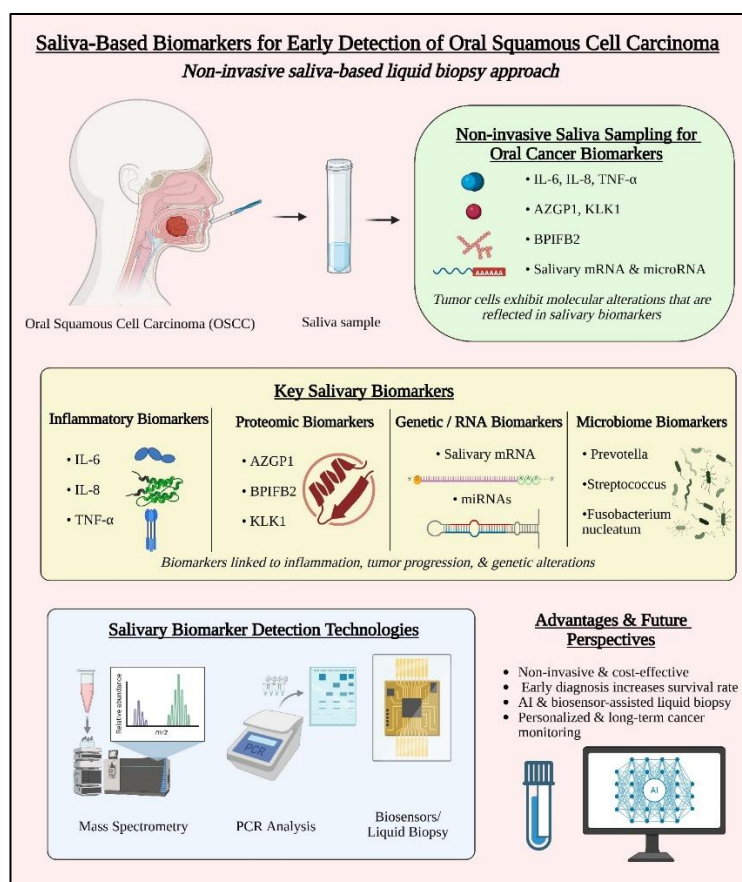 Saliva-Based Biomarkers for Early Detection of Oral Squamous Cell Carcinoma
Non-invasive saliva-based liquid biopsy approach
Oral Squamous Cell Carcinoma (OSCC)
Saliva sample
Non-invasive Saliva Sampling for
Oral Cancer Biomarkers
• IL-6, IL-8, TNF-α
• AZGP1, KLK1
• BPIFB2
AAAAAA
• Salivary mRNA & microRNA
Tumor cells exhibit molecular alterations that are
reflected in salivary biomarkers
Key Salivary Biomarkers
Inflammatory Biomarkers
• IL-6
• IL-8
• TNF-α
Proteomic Biomarkers
• AZGP1
• BPIFB2
• KLK1
Genetic / RNA Biomarkers
• Salivary mRNA
• miRNAs
Microbiome Biomarkers
• Prevotella
• Streptococcus
• Fusobacterium
nucleatum
Biomarkers linked to inflammation, tumor progression, & genetic alterations
Salivary Biomarker Detection Technologies
Relative abundance
m/z
Mass Spectrometry
PCR
PCR Analysis
Biosensors/
Liquid Biopsy
Advantages & Future
Perspectives
• Non-invasive & cost-effective
• Early diagnosis increases survival rate
• AI & biosensor-assisted liquid biopsy
• Personalized & long-term cancer
monitoring
AI